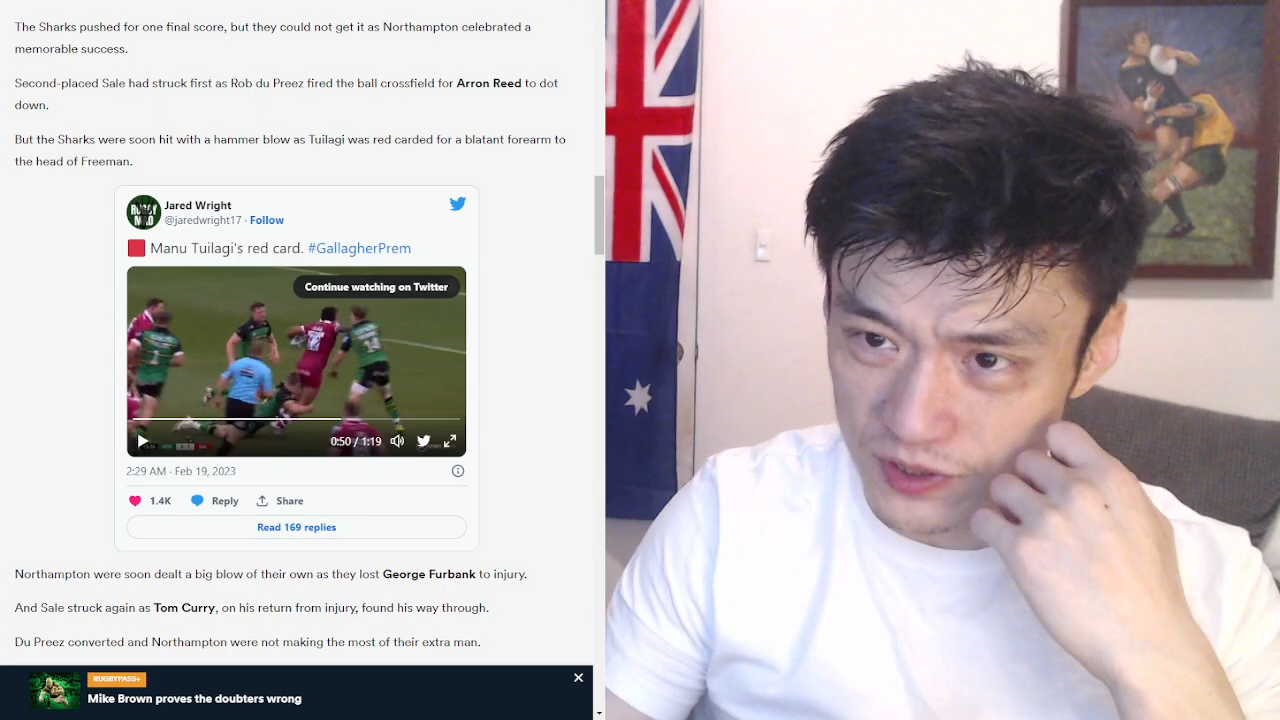 The Sharks pushed for one final score, but they could not get it as Northampton celebrated a
memorable success.
Second-placed Sale had struck first as Rob du Preez fired the ball crossfield for Arron Reed to dot
down.
But the Sharks were soon hit with a hammer blow as Tuilagi was red carded for a blatant forearm to
the head of Freeman.
Jared Wright
@jaredwright17 · Follow
Manu Tuilagi's red card. #GallagherPrem
Continue watching on Twitter
0:50 / 1:19
2:29 AM · Feb 19, 2023
1.4K Reply Share
Read 169 replies
Northampton were soon dealt a big blow of their own as they lost George Furbank to injury.
And Sale struck again as Tom Curry, on his return from injury, found his way through.
Du Preez converted and Northampton were not making the most of their extra man.
RUGBYPASS+
Mike Brown proves the doubters wrong